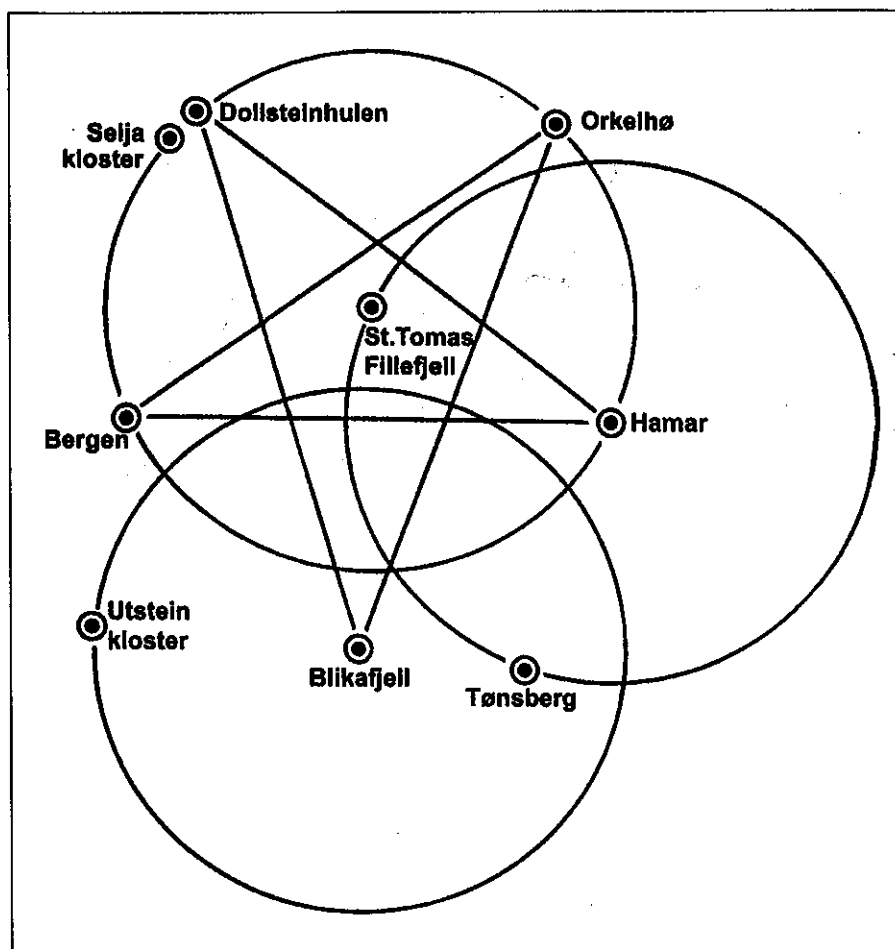 Dollsteinhulen
Orkelhø
Selja
kloster
St.Tomas
Fillefjell
Bergen
Hamar
Utstein
kloster
Blikafjell
Tønsberg